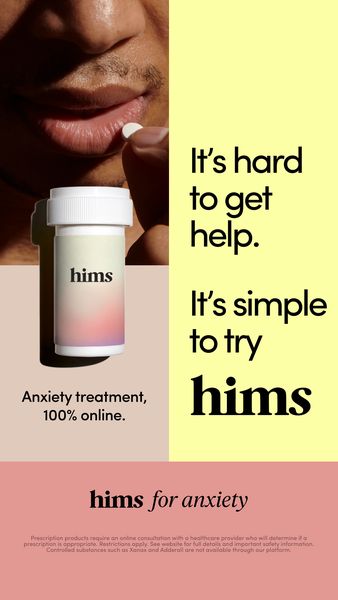 It's hard
to get
help.
It's simple
to try
hims
hims
Anxiety treatment,
100% online.
hims for anxiety
Prescription products require an online consultation with a healthcare provider who will determine if a
prescription is appropriate. Restrictions apply. See website for full details and important safety information.
Controlled substances such as Xanax and Adderall are not available through our platform.